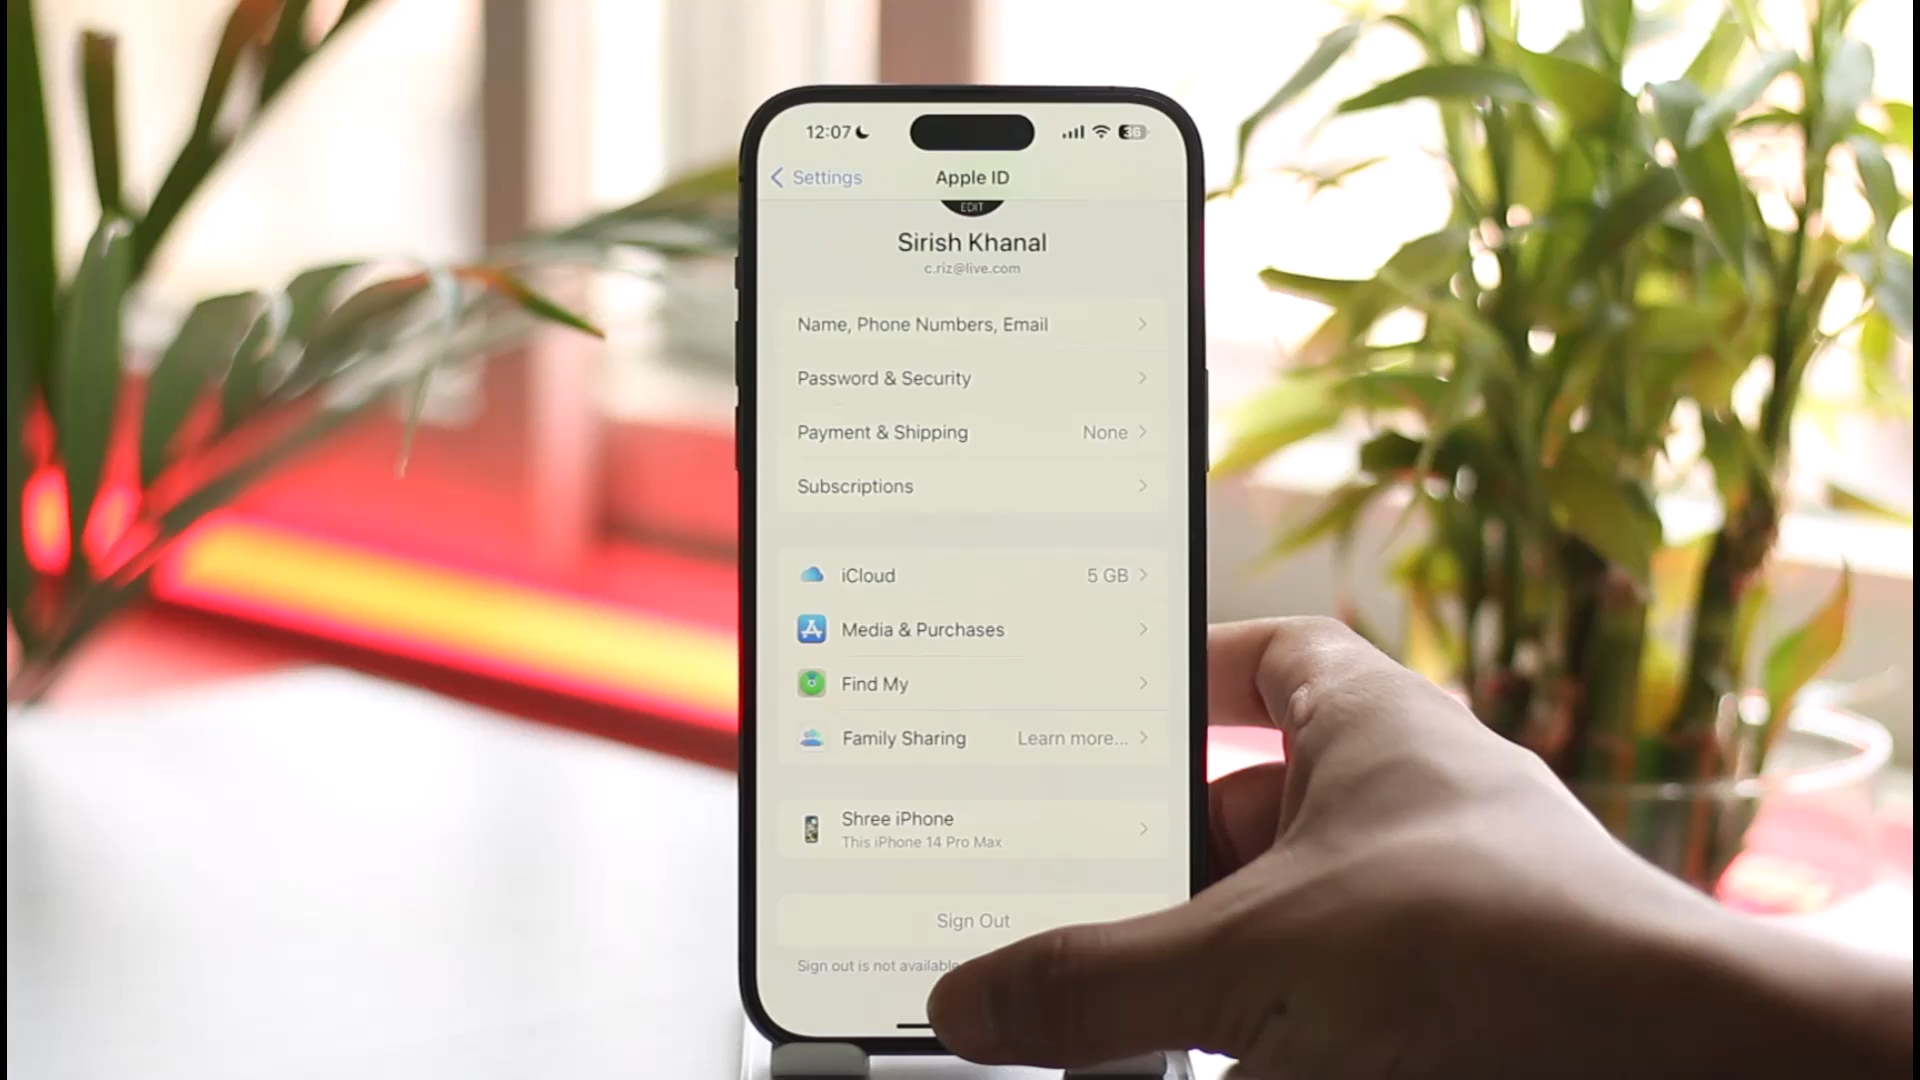 12:07
36
Settings
Apple ID
EDIT
Sirish Khanal
c.riz@live.com
Name, Phone Numbers, Email
Password & Security
Payment & Shipping None
Subscriptions
iCloud 5 GB
Media & Purchases
Find My
Family Sharing Learn more...
Shree iPhone
This iPhone 14 Pro Max
Sign Out
Sign out is not available